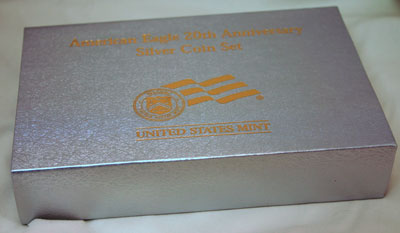 American Eagle 20th Anniversary
Silver Coin Set
UNITED STATES MINT